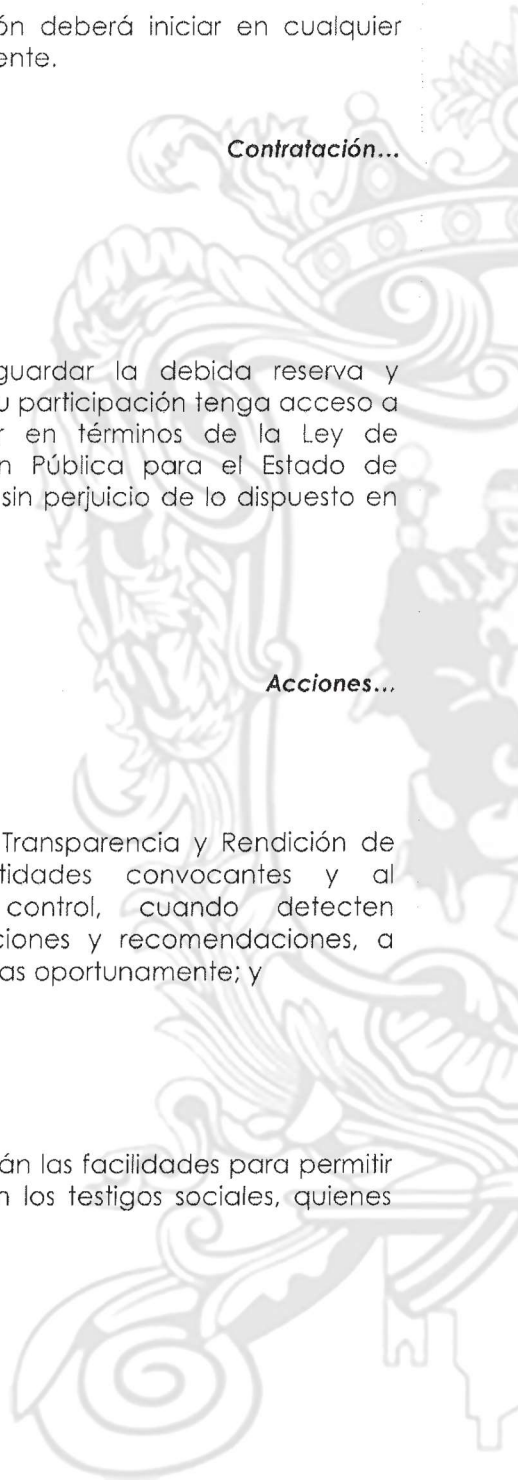 ón deberá iniciar en cualquier
ente.
Contratación...
guardar la debida reserva y
u participación tenga acceso a
r en términos de la Ley de
n Pública para el Estado de
sin perjuicio de lo dispuesto en
Acciones...
Transparencia y Rendición de
tidades convocantes y al
control, cuando detecten
ciones y recomendaciones, a
as oportunamente; y
án las facilidades para permitir
n los testigos sociales, quienes